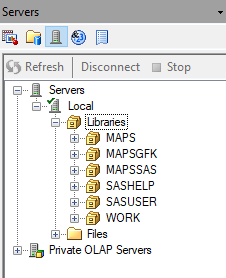 Servers
Refresh Disconnect Stop
Servers
Local
Libraries
MAPS
MAPSGFK
MAPSSAS
SASHELP
SASUSER
WORK
Files
Private OLAP Servers